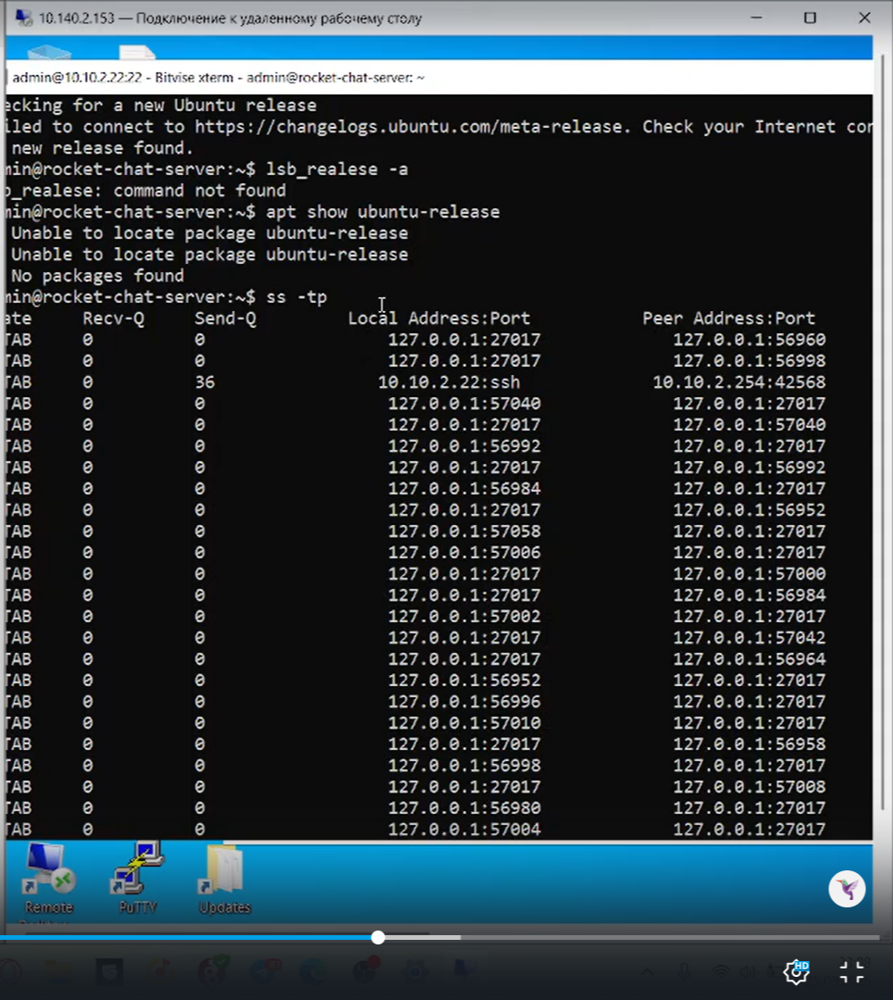 10.140.2.153 — Подключение к удаленному рабочему столу
admin@10.10.2.22:22 - Bitvise xterm - admin@rocket-chat-server: ~
ecking for a new Ubuntu release
iled to connect to https://changelogs.ubuntu.com/meta-release. Check your Internet con
new release found.
min@rocket-chat-server:~$ lsb_realese -a
b_realese: command not found
min@rocket-chat-server:~$ apt show ubuntu-release
Unable to locate package ubuntu-release
Unable to locate package ubuntu-release
No packages found
min@rocket-chat-server:~$ ss -tp
ate Recv-Q Send-Q Local Address:Port Peer Address:Port
TAB 0 0 127.0.0.1:27017 127.0.0.1:56960
TAB 0 0 127.0.0.1:27017 127.0.0.1:56998
TAB 0 36 10.10.2.22:ssh 10.10.2.254:42568
TAB 0 0 127.0.0.1:57040 127.0.0.1:27017
TAB 0 0 127.0.0.1:27017 127.0.0.1:57040
TAB 0 0 127.0.0.1:56992 127.0.0.1:27017
TAB 0 0 127.0.0.1:27017 127.0.0.1:56992
TAB 0 0 127.0.0.1:56984 127.0.0.1:27017
TAB 0 0 127.0.0.1:27017 127.0.0.1:56952
TAB 0 0 127.0.0.1:57058 127.0.0.1:27017
TAB 0 0 127.0.0.1:57006 127.0.0.1:27017
TAB 0 0 127.0.0.1:27017 127.0.0.1:57000
TAB 0 0 127.0.0.1:27017 127.0.0.1:56984
TAB 0 0 127.0.0.1:57002 127.0.0.1:27017
TAB 0 0 127.0.0.1:27017 127.0.0.1:57042
TAB 0 0 127.0.0.1:27017 127.0.0.1:56964
TAB 0 0 127.0.0.1:56952 127.0.0.1:27017
TAB 0 0 127.0.0.1:56996 127.0.0.1:27017
TAB 0 0 127.0.0.1:57010 127.0.0.1:27017
TAB 0 0 127.0.0.1:27017 127.0.0.1:56958
TAB 0 0 127.0.0.1:56998 127.0.0.1:27017
TAB 0 0 127.0.0.1:27017 127.0.0.1:57008
TAB 0 0 127.0.0.1:56980 127.0.0.1:27017
TAB 0 0 127.0.0.1:57004 127.0.0.1:27017
Remote PuTTY Updates
HD